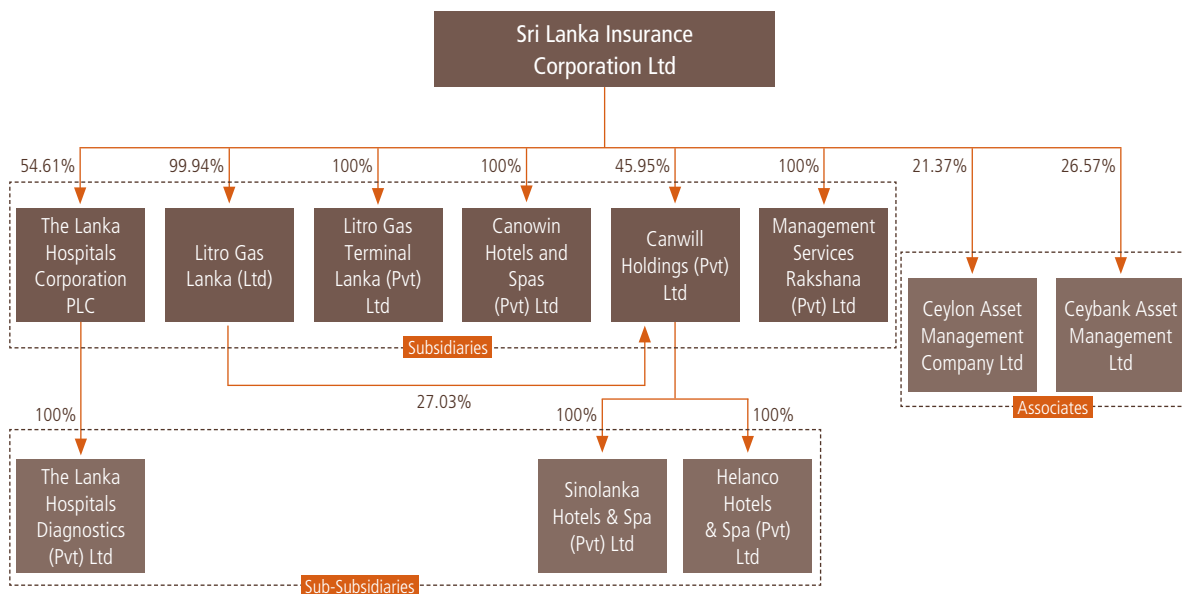 Sri Lanka Insurance
Corporation Ltd
54.61%
99.94%
100%
100%
45.95%
100%
21.37%
26.57%
The Lanka
Hospitals
Corporation
PLC
Litro Gas
Lanka (Ltd)
Litro Gas
Terminal
Lanka (Pvt)
Ltd
Canowin
Hotels and
Spas
(Pvt) Ltd
Canwill
Holdings (Pvt)
Ltd
Management
Services
Rakshana
(Pvt) Ltd
Subsidiaries
Ceylon Asset
Management
Company Ltd
Ceybank Asset
Management
Ltd
Associates
27.03%
100%
100%
100%
The Lanka
Hospitals
Diagnostics
(Pvt) Ltd
Sinolanka
Hotels & Spa
(Pvt) Ltd
Helanco
Hotels
& Spa (Pvt)
Ltd
Sub-Subsidiaries